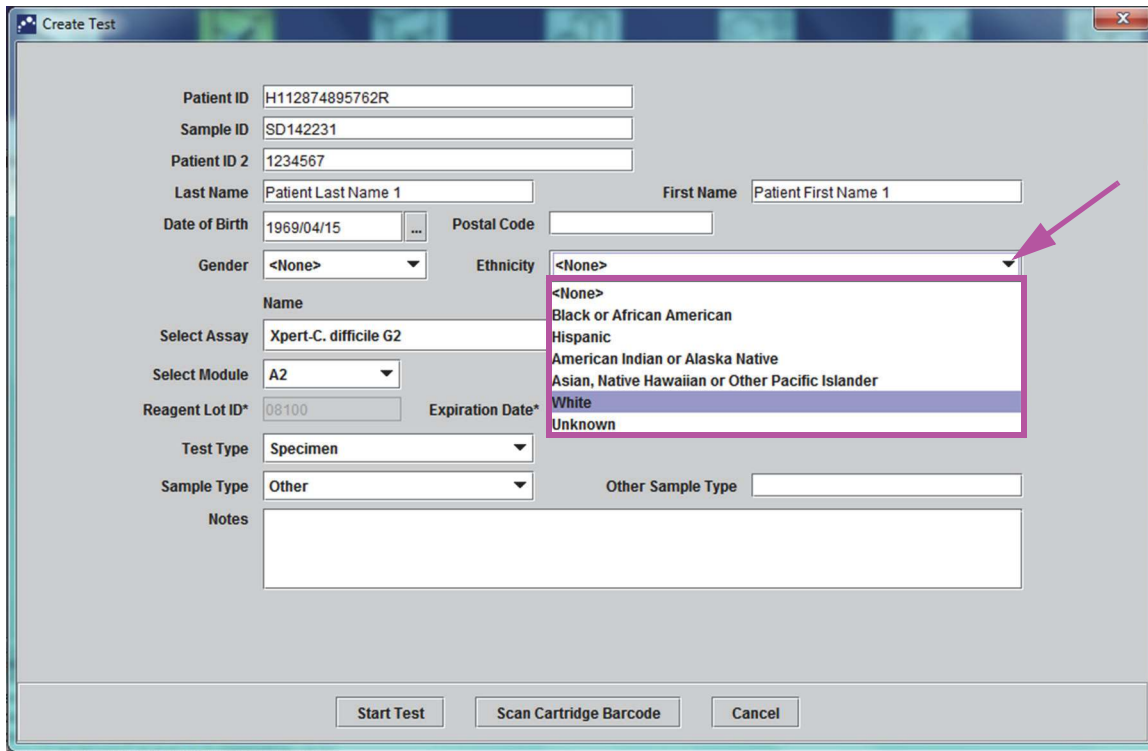 Create Test
Patient ID H112874895762R
Sample ID SD142231
Patient ID 2 1234567
Last Name Patient Last Name 1 First Name Patient First Name 1
Date of Birth 1969/04/15 ... Postal Code
Gender <None> Ethnicity <None>
<None>
Name
Black or African American
Select Assay Xpert-C. difficile G2 Hispanic
American Indian or Alaska Native
Select Module A2 Asian, Native Hawaiian or Other Pacific Islander
Reagent Lot ID* 08100 Expiration Date* White
Unknown
Test Type Specimen
Sample Type Other Other Sample Type
Notes
Start Test Scan Cartridge Barcode Cancel